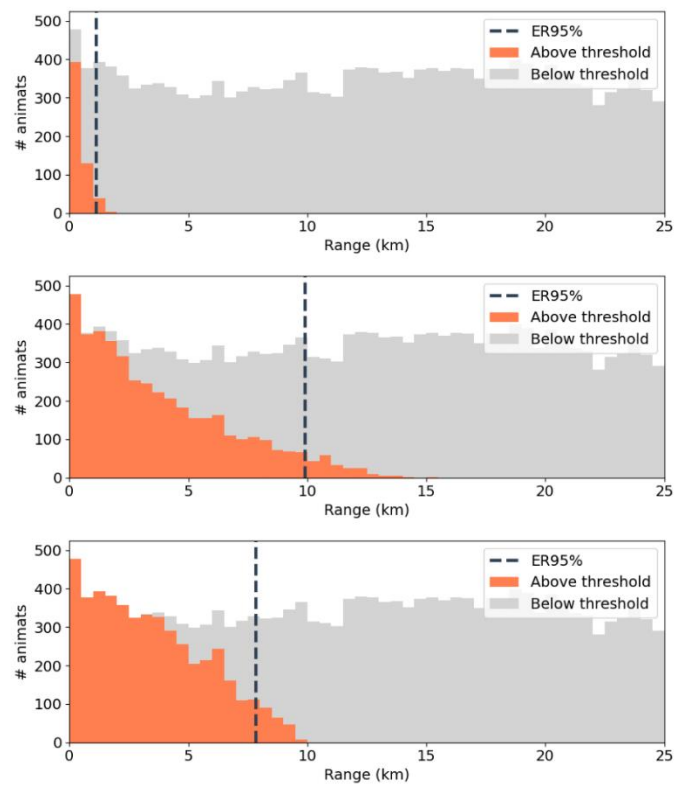 500
400
300
200
100
0
# animats
ER95%
Above threshold
Below threshold
0 5 10 15 20 25
Range (km)
500
400
300
200
100
0
# animats
ER95%
Above threshold
Below threshold
0 5 10 15 20 25
Range (km)
500
400
300
200
100
0
# animats
ER95%
Above threshold
Below threshold
0 5 10 15 20 25
Range (km)